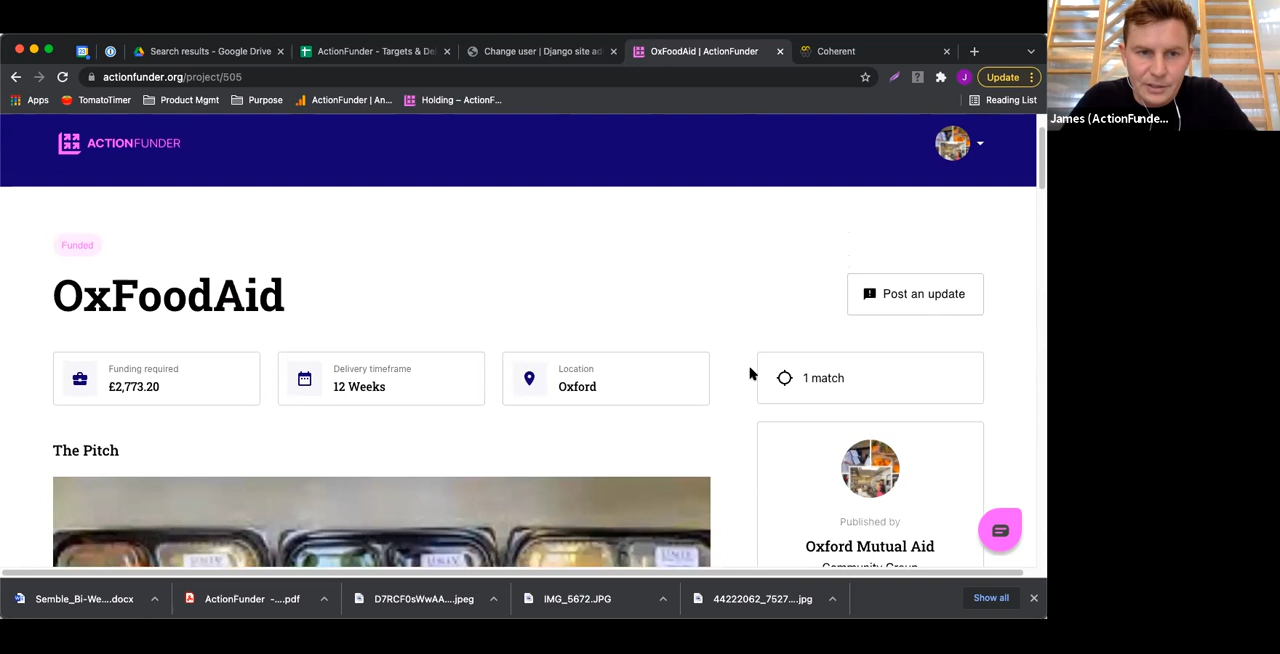 Search results - Google Drive
ActionFunder - Targets & De
Change user | Django site ad
OxFoodAid | ActionFunder
Coherent
actionfunder.org/project/505
J
Update
Apps
TomatoTimer
Product Mgmt
Purpose
ActionFunder | An...
Holding – ActionF...
Reading List
James (ActionFunde...
ACTIONFUNDER
Funded
OxFoodAid
Post an update
Funding required
£2,773.20
Delivery timeframe
12 Weeks
Location
Oxford
1 match
The Pitch
Published by
Oxford Mutual Aid
Community Group
Semble_Bi-We....docx
ActionFunder -....pdf
D7RCF0sWwAA....jpeg
IMG_5672.JPG
44222062_7527....jpg
Show all